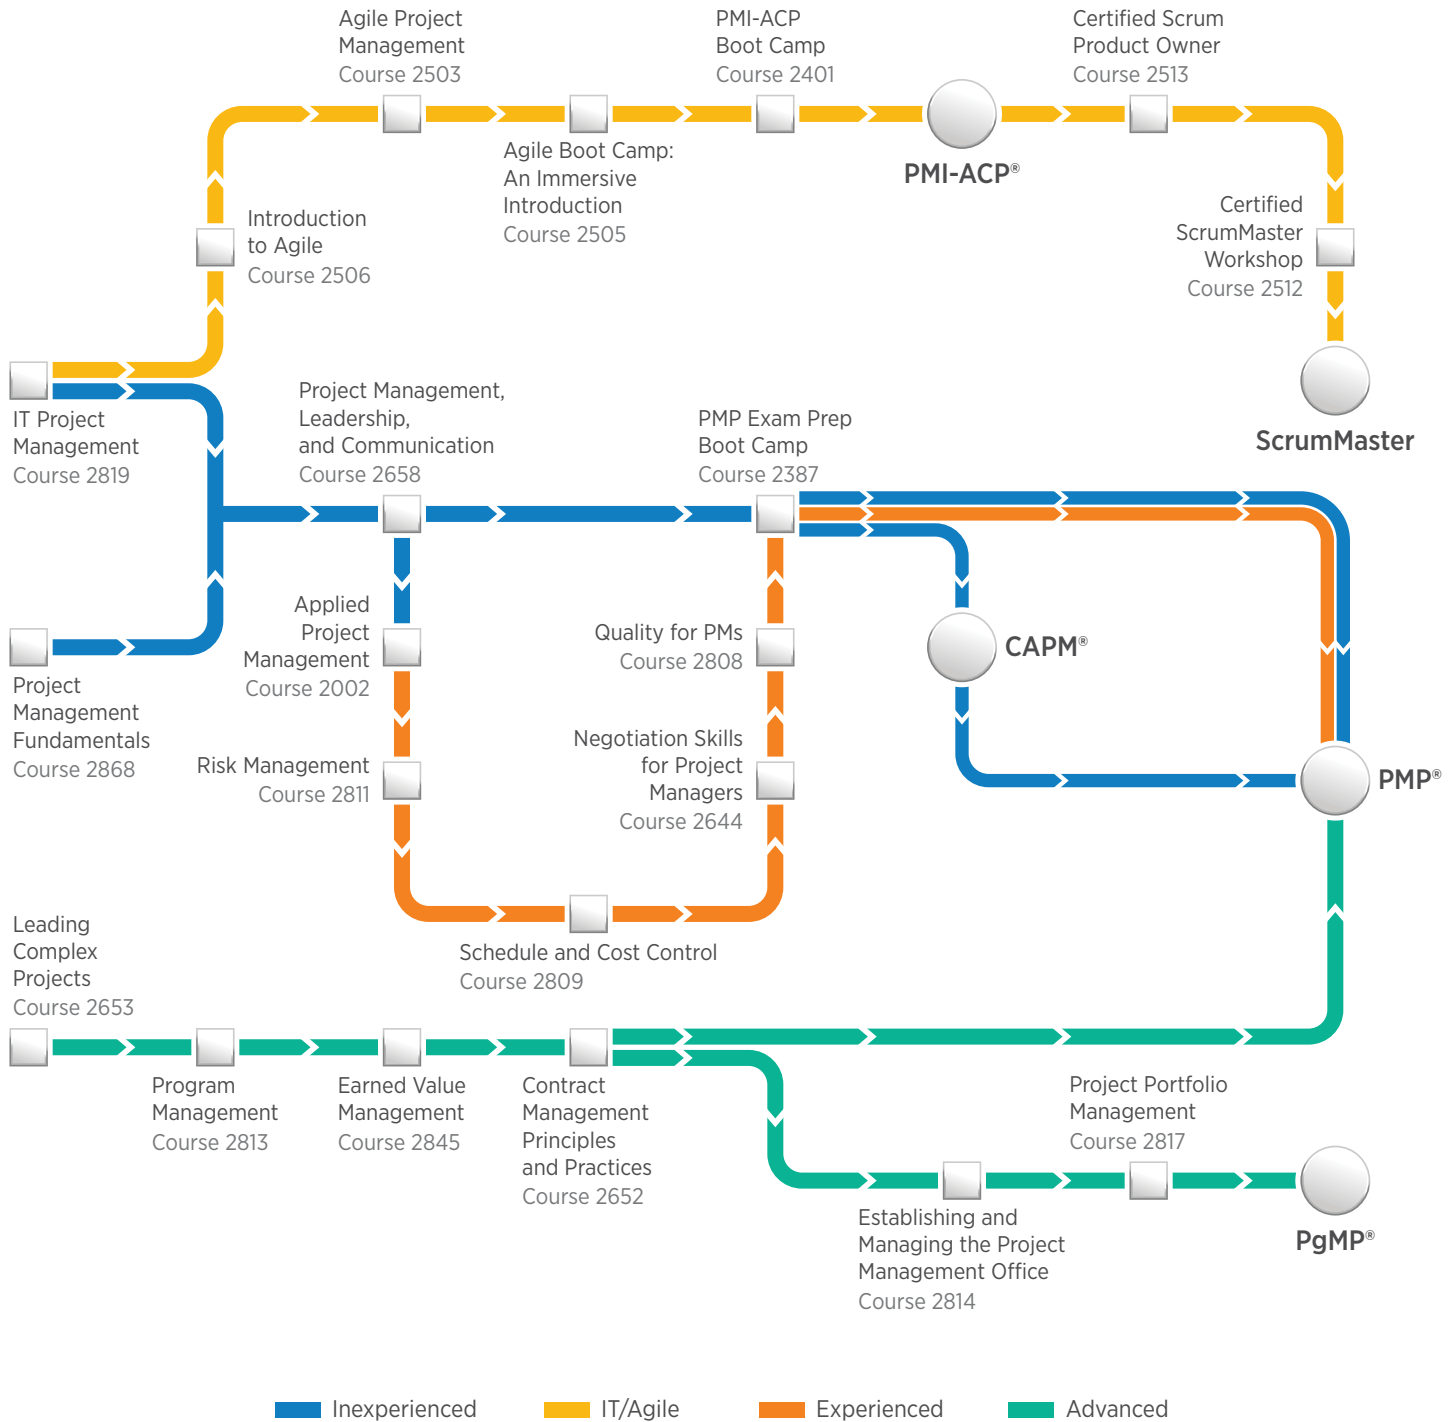 Agile Project
Management
Course 2503
PMI-ACP
Boot Camp
Course 2401
Certified Scrum
Product Owner
Course 2513
Agile Boot Camp:
An Immersive
Introduction
Course 2505
PMI-ACP®
Introduction
to Agile
Course 2506
Certified
ScrumMaster
Workshop
Course 2512
IT Project
Management
Course 2819
Project Management,
Leadership,
and Communication
Course 2658
PMP Exam Prep
Boot Camp
Course 2387
ScrumMaster
Project
Management
Fundamentals
Course 2868
Applied
Project
Management
Course 2002
Quality for PMs
Course 2808
CAPM®
Risk Management
Course 2811
Negotiation Skills
for Project
Managers
Course 2644
PMP®
Schedule and Cost Control
Course 2809
Leading
Complex
Projects
Course 2653
Program
Management
Course 2813
Earned Value
Management
Course 2845
Contract
Management
Principles
and Practices
Course 2652
Project Portfolio
Management
Course 2817
Establishing and
Managing the Project
Management Office
Course 2814
PgMP®
Inexperienced
IT/Agile
Experienced
Advanced